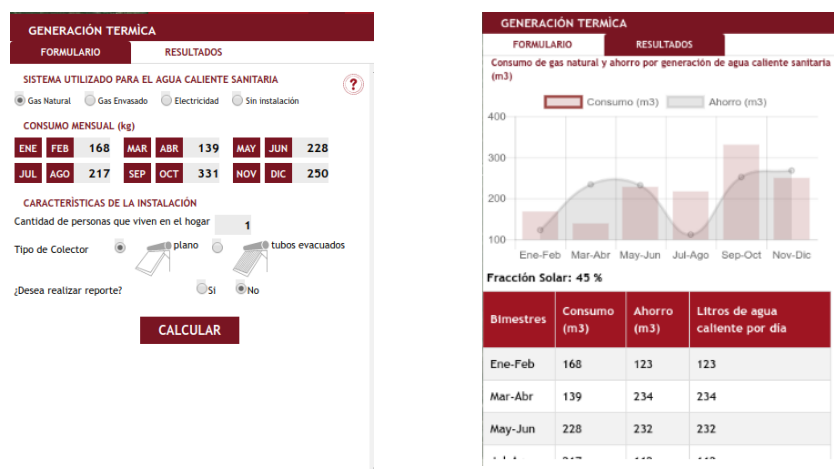 GENERACIÓN TERMÌCA
FORMULARIO RESULTADOS
SISTEMA UTILIZADO PARA EL AGUA CALIENTE SANITARIA
?
Gas Natural Gas Envasado Electricidad Sin instalación
CONSUMO MENSUAL (kg)
ENE FEB 168 MAR ABR 139 MAY JUN 228
JUL AGO 217 SEP OCT 331 NOV DIC 250
CARACTERÌSTICAS DE LA INSTALACIÓN
Cantidad de personas que viven en el hogar 1
Tipo de Colector plano tubos evacuados
¿Desea realizar reporte? Si No
CALCULAR
GENERACIÓN TERMÌCA
FORMULARIO RESULTADOS
Consumo de gas natural y ahorro por generación de agua caliente sanitaria
(m3)
Consumo (m3) Ahorro (m3)
400
300
200
100
Ene-Feb Mar-Abr May-Jun Jul-Ago Sep-Oct Nov-Dic
Fracción Solar: 45 %
Bimestres Consumo (m3) Ahorro (m3) Litros de agua caliente por día
Ene-Feb 168 123 123
Mar-Abr 139 234 234
May-Jun 228 232 232